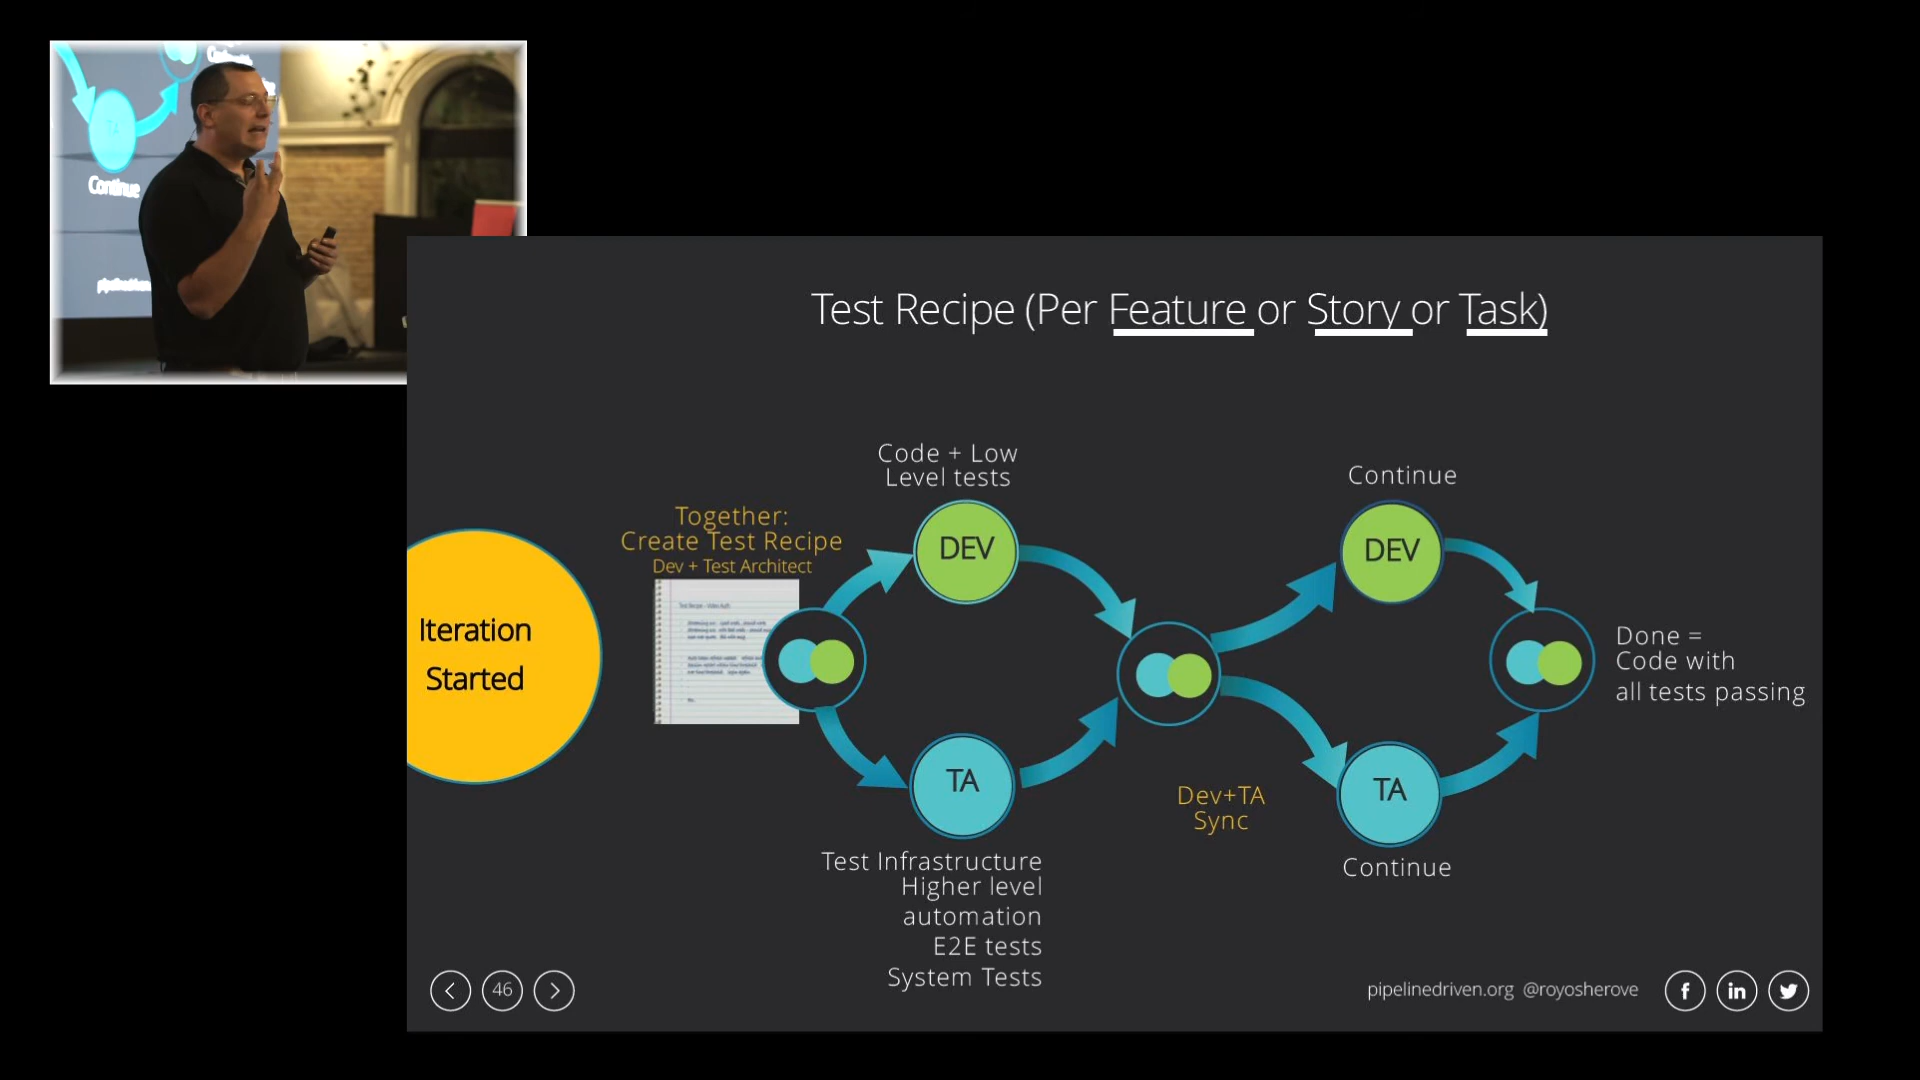 Continue
Test Recipe (Per Feature or Story or Task)
Code + Low
Level tests
Together:
Create Test Recipe
Dev + Test Architect
DEV
Continue
DEV
Iteration
Started
Done =
Code with
all tests passing
TA
Dev+TA
Sync
TA
Continue
Test Infrastructure
Higher level
automation
E2E tests
System Tests
46
pipelinedriven.org @royosherove
f
in